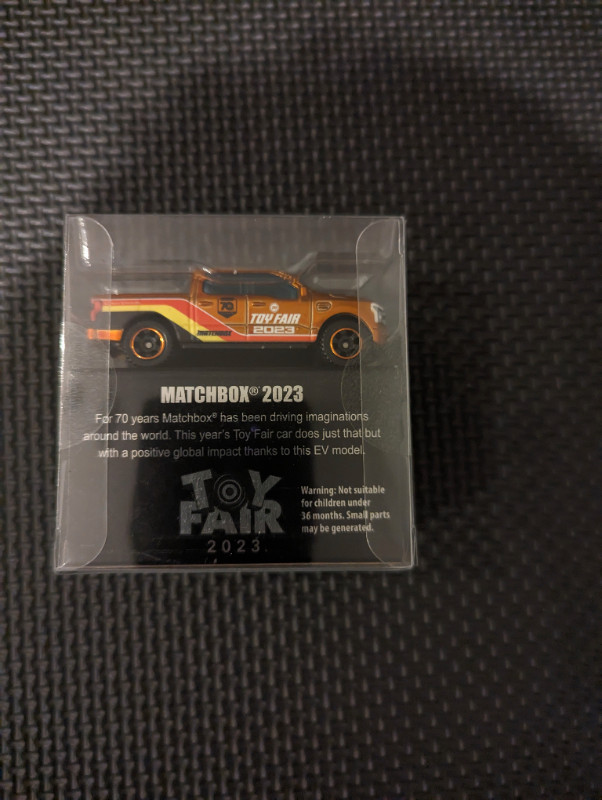 70
TOY FAIR
2023
MATCHBOX
MATCHBOX® 2023
For 70 years Matchbox® has been driving imaginations
around the world. This year's Toy Fair car does just that but
with a positive global impact thanks to this EV model.
TOY
FAIR
2023
Warning: Not suitable
for children under
36 months. Small parts
may be generated.